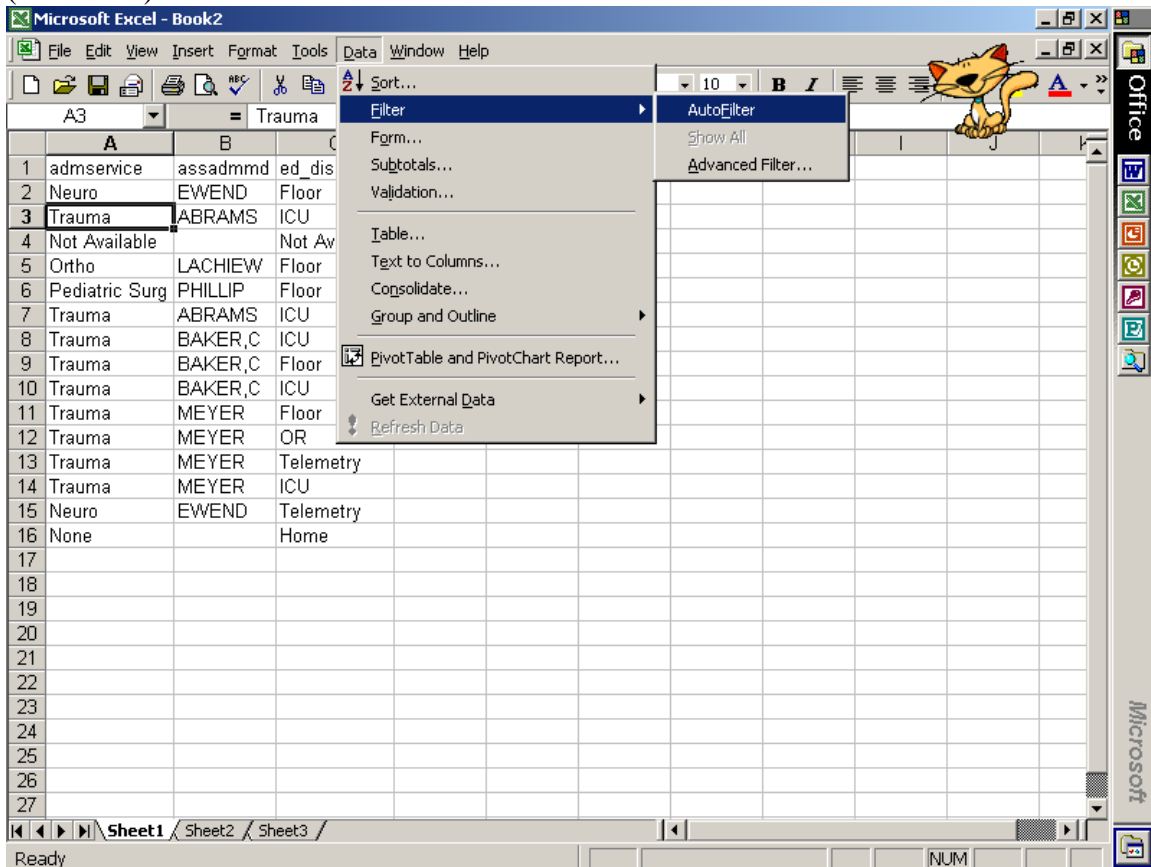 Microsoft Excel - Book2
File Edit View Insert Format Tools Data Window Help
Sort...
10 B I A »
A3 = Trauma
Filter AutoFilter
Form... Show All
Subtotals... Advanced Filter...
Validation...
Table...
Text to Columns...
Consolidate...
Group and Outline
PivotTable and PivotChart Report...
Get External Data
Refresh Data
A B I J
1 admservice assadmmd ed_dis
2 Neuro EWEND Floor
3 Trauma ABRAMS ICU
4 Not Available Not Av
5 Ortho LACHIEW Floor
6 Pediatric Surg PHILLIP Floor
7 Trauma ABRAMS ICU
8 Trauma BAKER,C ICU
9 Trauma BAKER,C Floor
10 Trauma BAKER,C ICU
11 Trauma MEYER Floor
12 Trauma MEYER OR
13 Trauma MEYER Telemetry
14 Trauma MEYER ICU
15 Neuro EWEND Telemetry
16 None Home
17
18
19
20
21
22
23
24
25
26
27
Sheet1 Sheet2 Sheet3
Ready NUM
Office
Microsoft